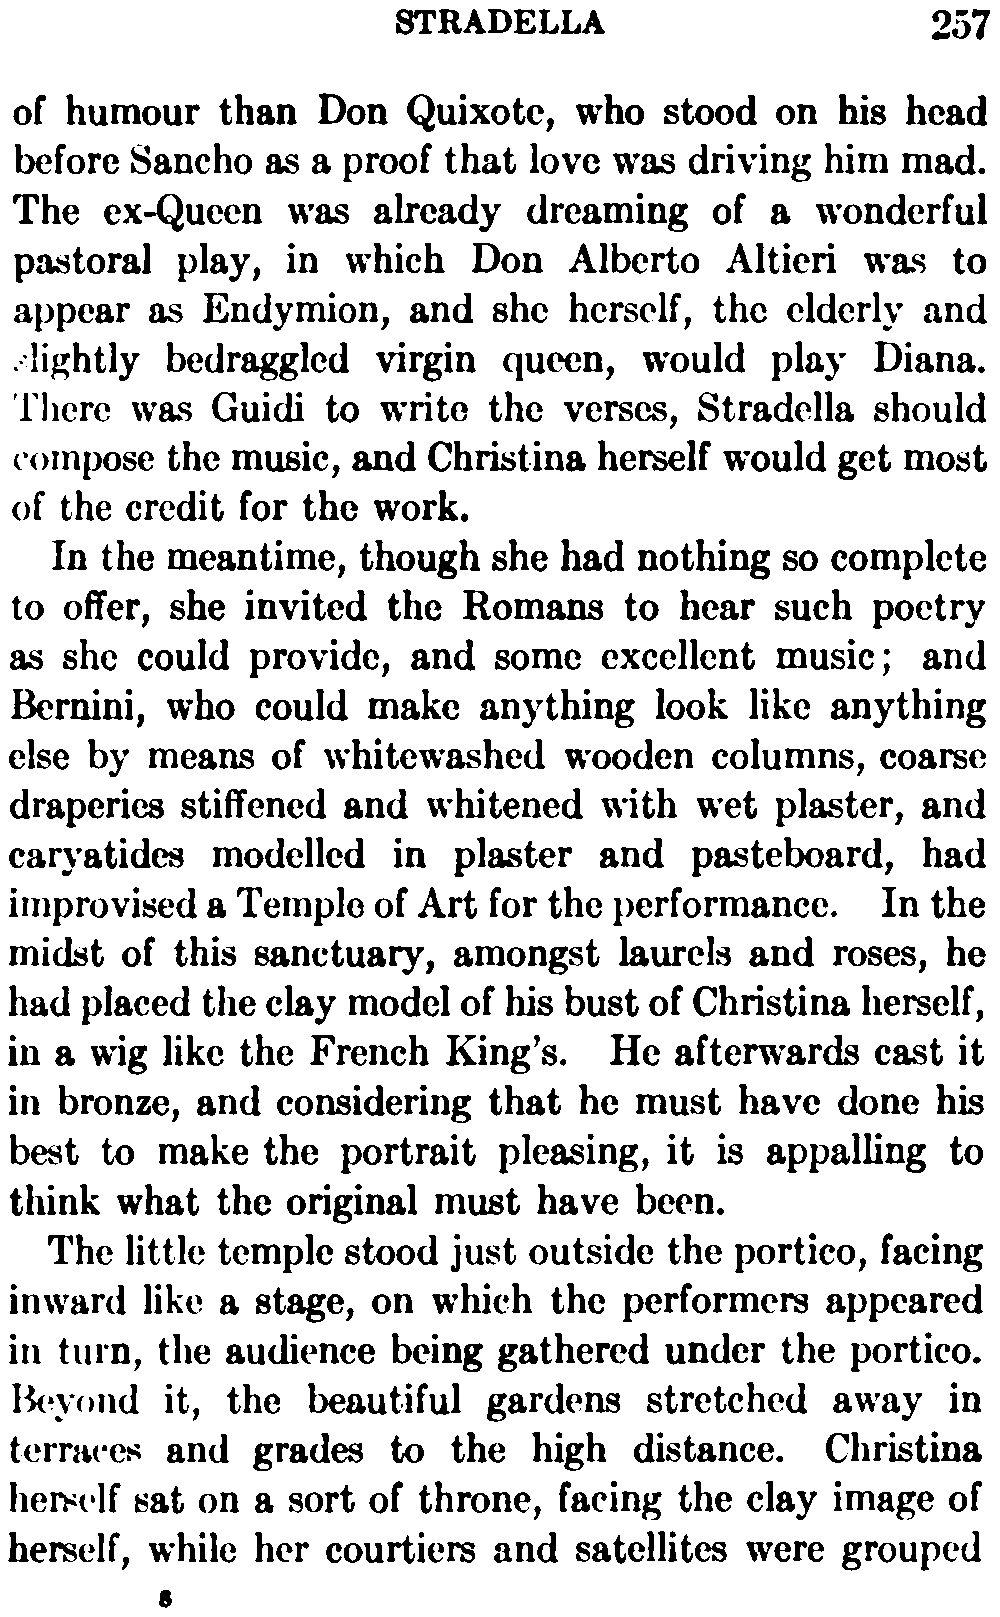 STRADELLA 257
of humour than Don Quixote, who stood on his head
before Sancho as a proof that love was driving him mad.
The ex-Queen was already dreaming of a wonderful
pastoral play, in which Don Alberto Altieri was to
appear as Endymion, and she herself, the elderly and
slightly bedraggled virgin queen, would play Diana.
There was Guidi to write the verses, Stradella should
compose the music, and Christina herself would get most
of the credit for the work.
In the meantime, though she had nothing so complete
to offer, she invited the Romans to hear such poetry
as she could provide, and some excellent music; and
Bernini, who could make anything look like anything
else by means of whitewashed wooden columns, coarse
draperies stiffened and whitened with wet plaster, and
caryatides modelled in plaster and pasteboard, had
improvised a Temple of Art for the performance. In the
midst of this sanctuary, amongst laurels and roses, he
had placed the clay model of his bust of Christina herself,
in a wig like the French King's. He afterwards cast it
in bronze, and considering that he must have done his
best to make the portrait pleasing, it is appalling to
think what the original must have been.
The little temple stood just outside the portico, facing
inward like a stage, on which the performers appeared
in turn, the audience being gathered under the portico.
Beyond it, the beautiful gardens stretched away in
terraces and grades to the high distance. Christina
herself sat on a sort of throne, facing the clay image of
herself, while her courtiers and satellites were grouped
s